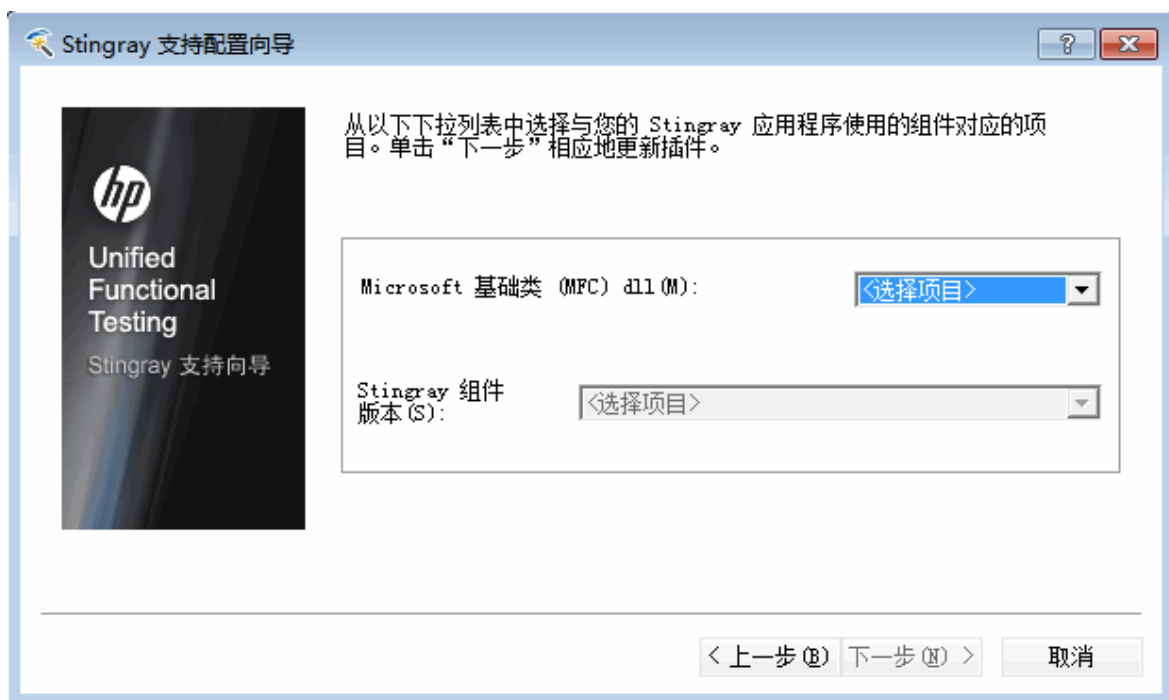 Stingray 支持配置向导
从以下下拉列表中选择与您的 Stingray 应用程序使用的组件对应的项
目。单击“下一步”相应地更新插件。
hp
Unified
Functional
Testing
Stingray 支持向导
Microsoft 基础类 (MFC) dll(M):
<选择项目>
Stingray 组件
版本(S):
<选择项目>
< 上一步(B)
下一步(N) >
取消